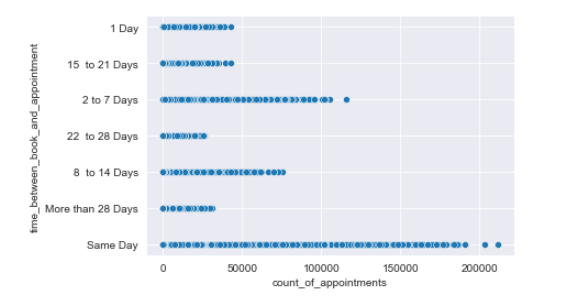 1 Day
15 to 21 Days
2 to 7 Days
22 to 28 Days
8 to 14 Days
More than 28 Days
Same Day
time_between_book_and_appointment
0 50000 100000 150000 200000
count_of_appointments